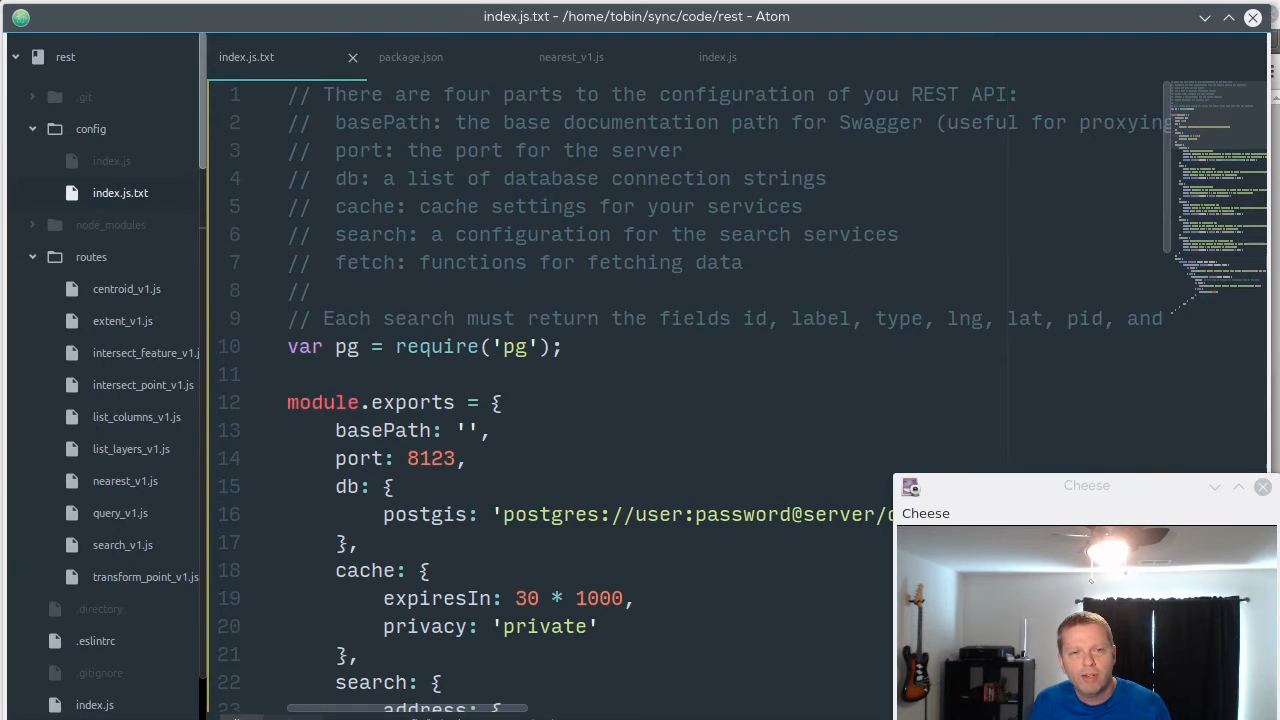 index.js.txt - /home/tobin/sync/code/rest - Atom
rest
.git
config
index.js
index.js.txt
node_modules
routes
centroid_v1.js
extent_v1.js
intersect_feature_v1.j
intersect_point_v1.js
list_columns_v1.js
list_layers_v1.js
nearest_v1.js
query_v1.js
search_v1.js
transform_point_v1.js
.directory
.eslintrc
.gitignore
index.js
index.js.txt
package.json
nearest_v1.js
index.js
1 // There are four parts to the configuration of you REST API:
2 // basePath: the base documentation path for Swagger (useful for proxying
3 // port: the port for the server
4 // db: a list of database connection strings
5 // cache: cache settings for your services
6 // search: a configuration for the search services
7 // fetch: functions for fetching data
8 //
9 // Each search must return the fields id, label, type, lng, lat, pid, and
10 var pg = require('pg');
11
12 module.exports = {
13 basePath: '',
14 port: 8123,
15 db: {
16 postgis: 'postgres://user:password@server/
17 },
18 cache: {
19 expiresIn: 30 * 1000,
20 privacy: 'private'
21 },
22 search: {
23 address: {
Cheese
Cheese